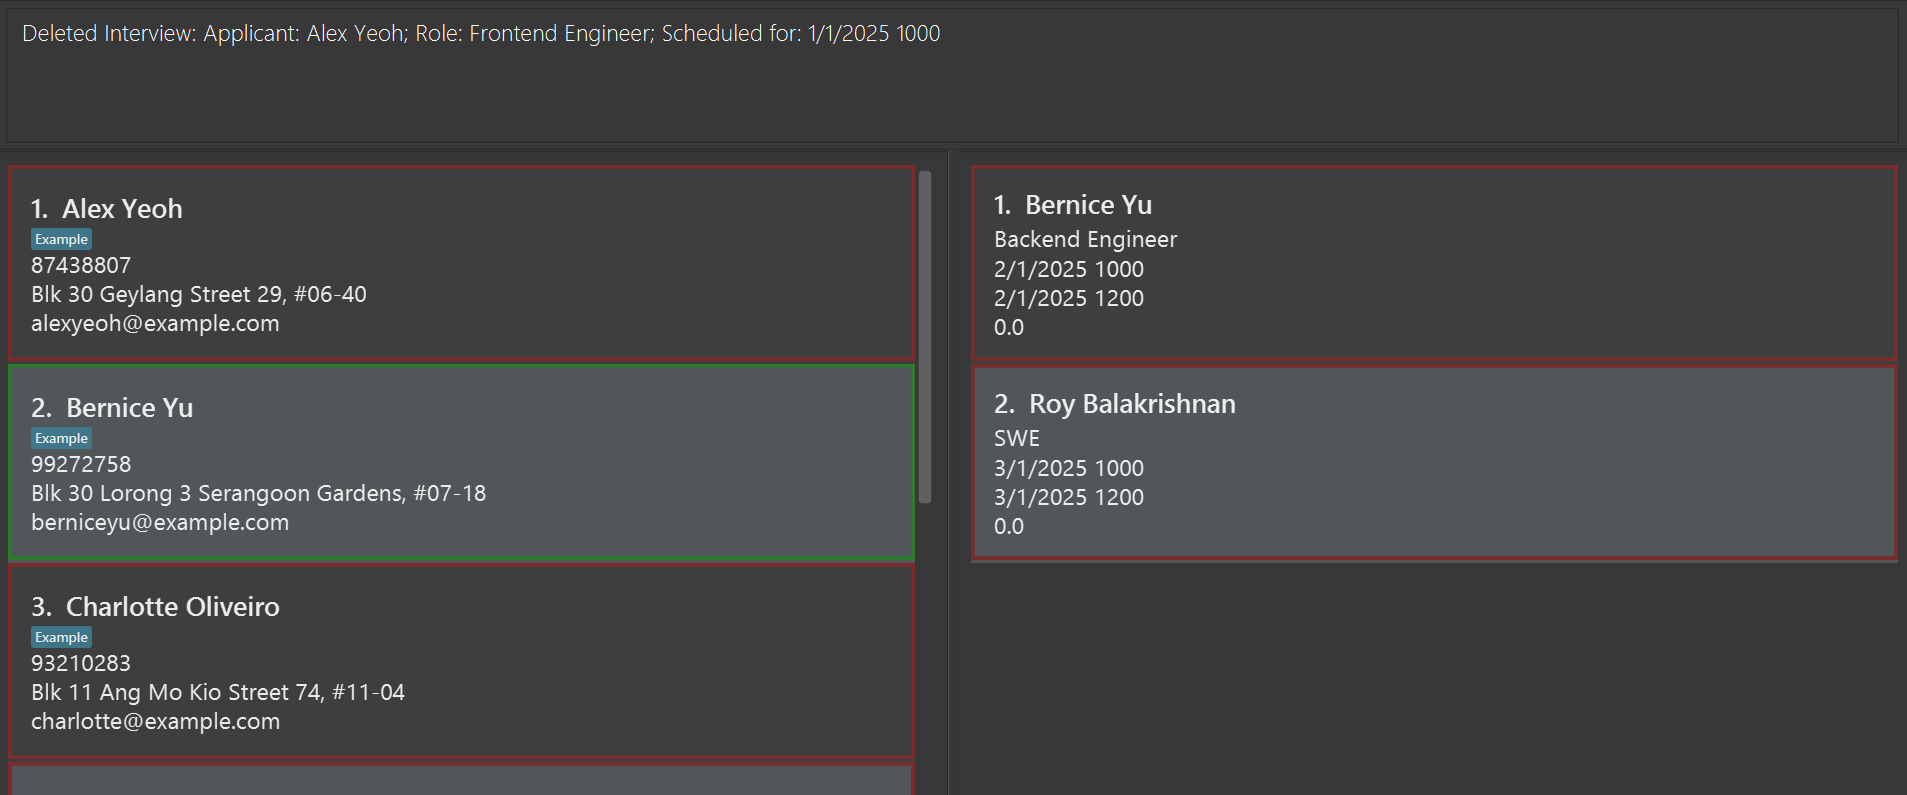 Deleted Interview: Applicant: Alex Yeoh; Role: Frontend Engineer; Scheduled for: 1/1/2025 1000
1. Alex Yeoh
Example
87438807
Blk 30 Geylang Street 29, #06-40
alexyeoh@example.com
2. Bernice Yu
Example
99272758
Blk 30 Lorong 3 Serangoon Gardens, #07-18
berniceyu@example.com
3. Charlotte Oliveiro
Example
93210283
Blk 11 Ang Mo Kio Street 74, #11-04
charlotte@example.com
1. Bernice Yu
Backend Engineer
2/1/2025 1000
2/1/2025 1200
0.0
2. Roy Balakrishnan
SWE
3/1/2025 1000
3/1/2025 1200
0.0